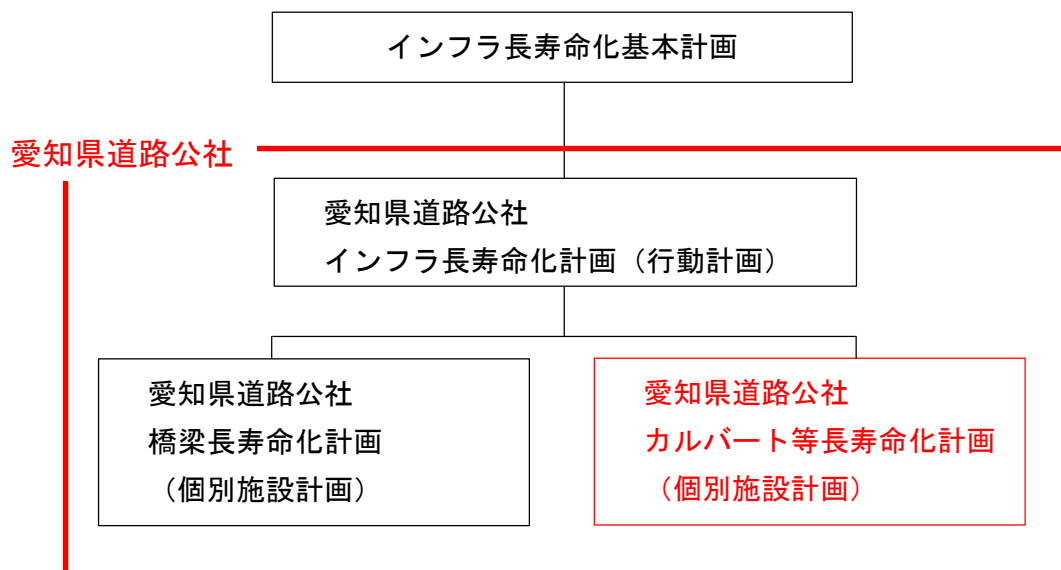 インフラ長寿命化基本計画
愛知県道路公社
愛知県道路公社
インフラ長寿命化計画（行動計画）
愛知県道路公社
橋梁長寿命化計画
（個別施設計画）
愛知県道路公社
カルバート等長寿命化計画
（個別施設計画）